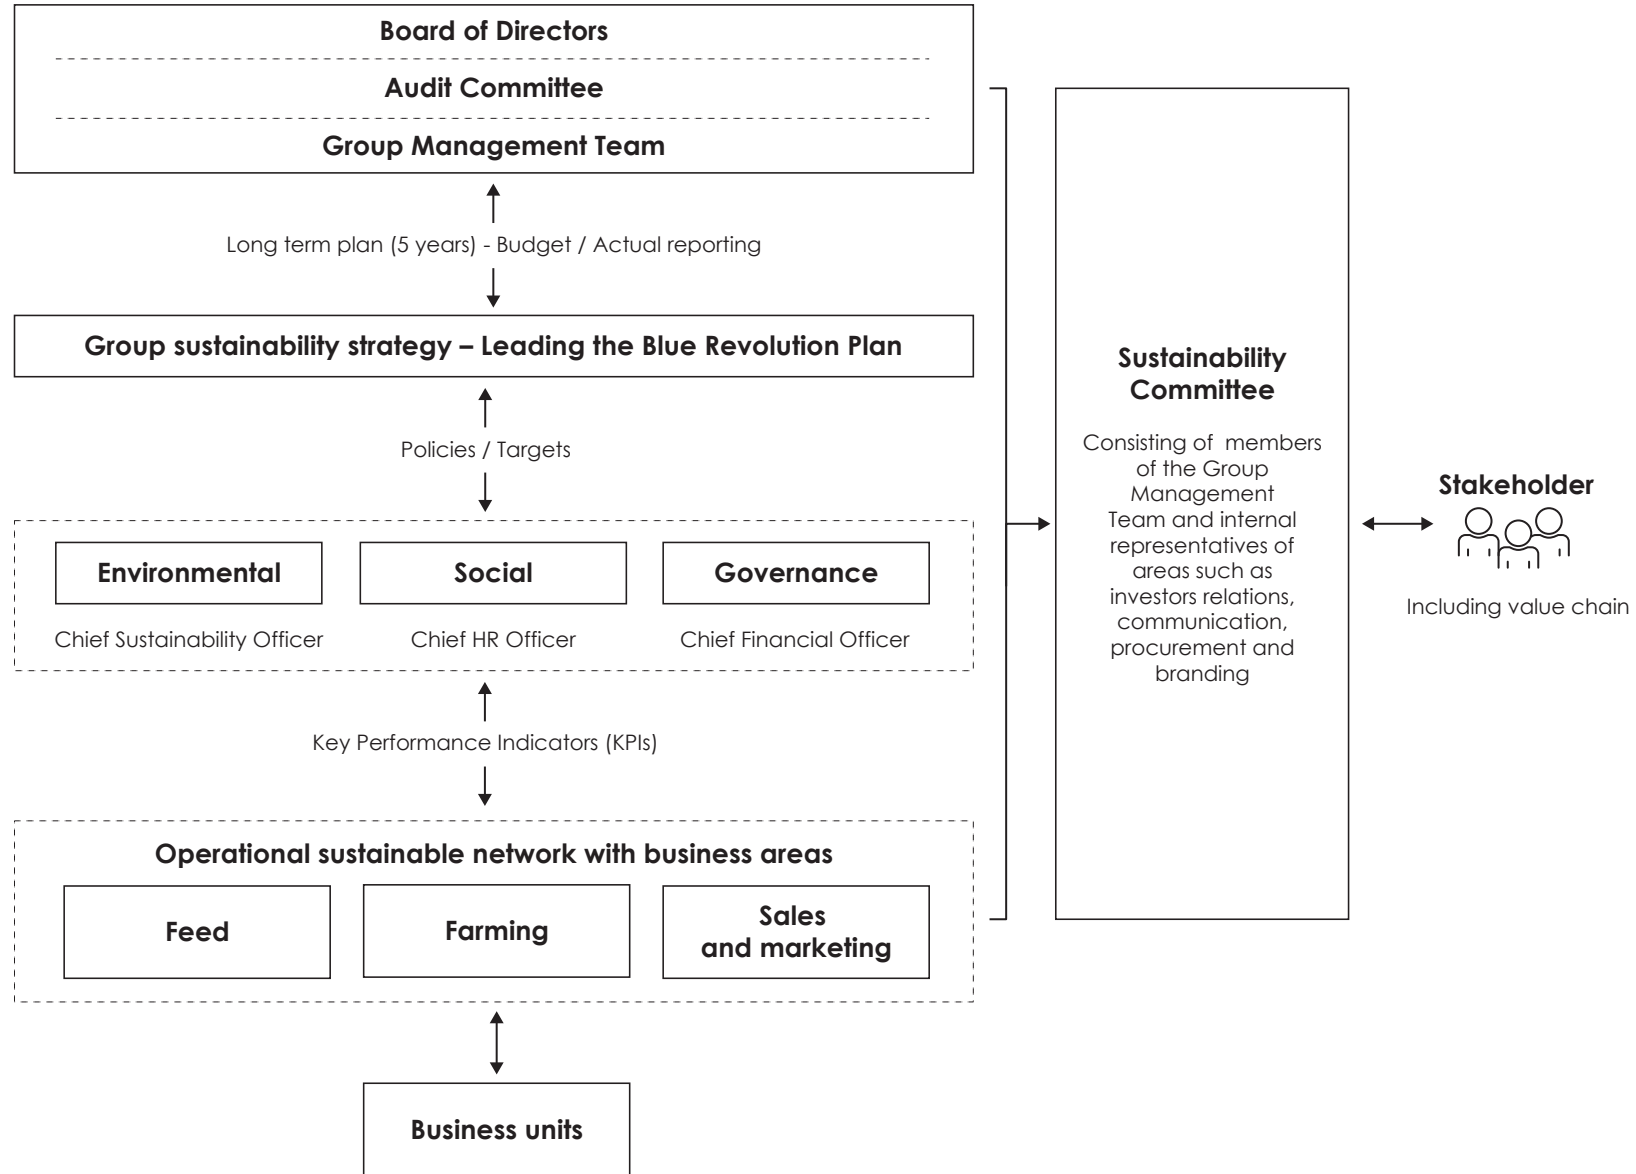 Board of Directors
Audit Committee
Group Management Team
Long term plan (5 years) - Budget / Actual reporting
Group sustainability strategy – Leading the Blue Revolution Plan
Policies / Targets
Environmental
Social
Governance
Chief Sustainability Officer
Chief HR Officer
Chief Financial Officer
Key Performance Indicators (KPIs)
Operational sustainable network with business areas
Feed
Farming
Sales
and marketing
Business units
Sustainability
Committee
Consisting of members
of the Group
Management
Team and internal
representatives of
areas such as
investors relations,
communication,
procurement and
branding
Stakeholder
Including value chain